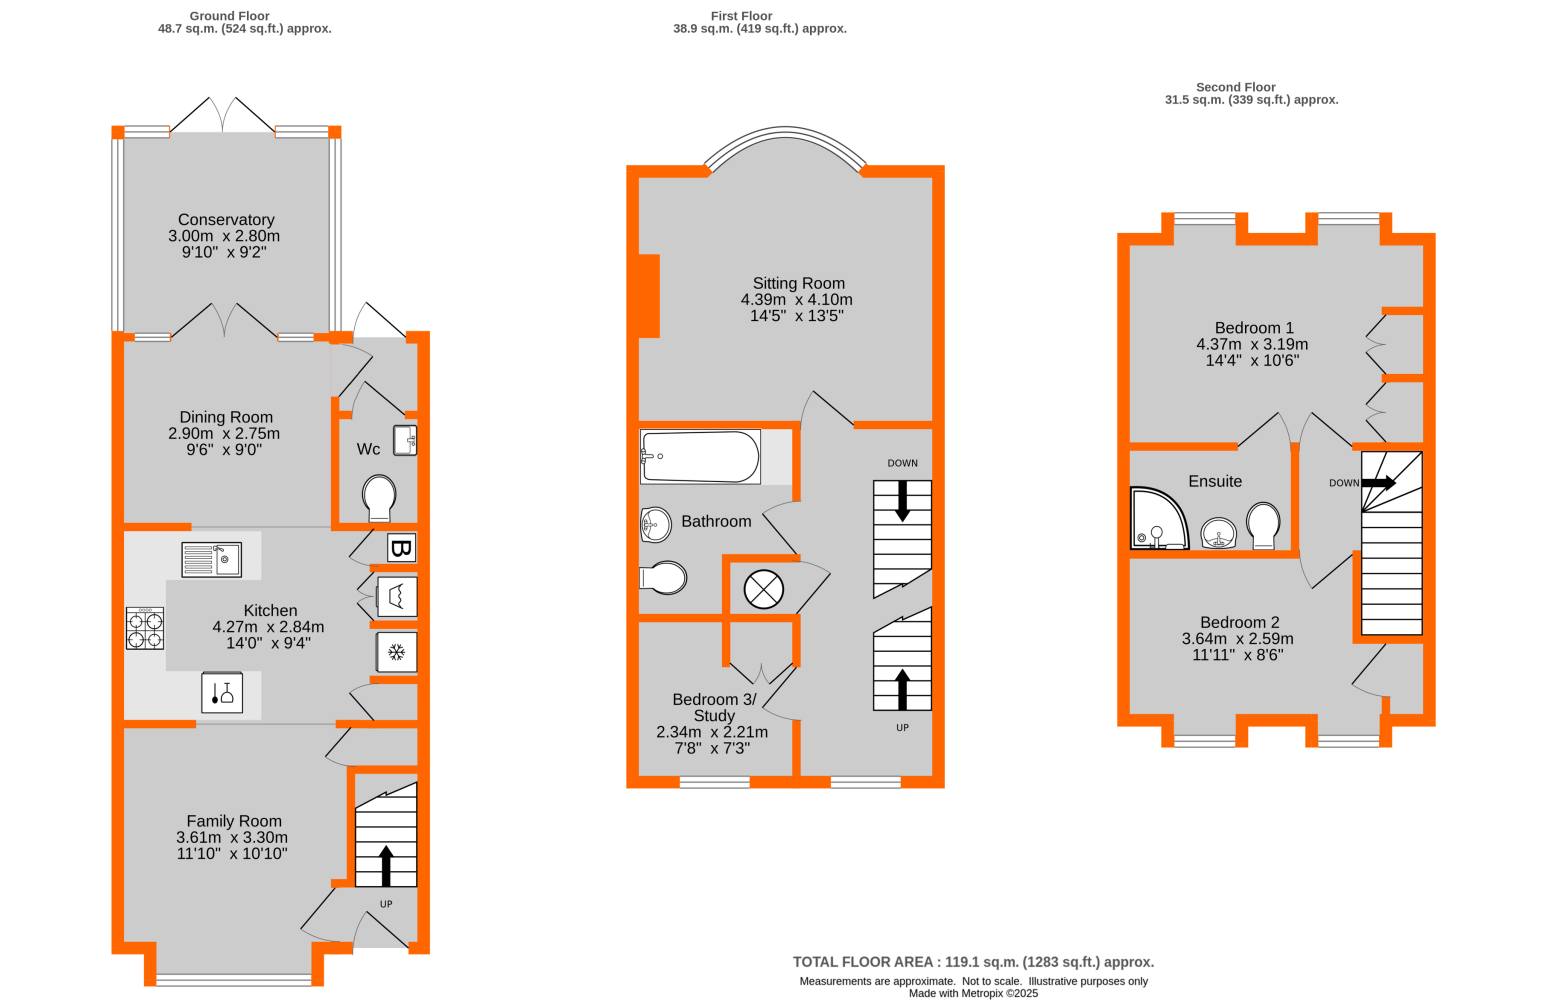 Ground Floor
48.7 sq.m. (524 sq.ft.) approx.
First Floor
38.9 sq.m. (419 sq.ft.) approx.
Second Floor
31.5 sq.m. (339 sq.ft.) approx.
Conservatory
3.00m x 2.80m
9'10" x 9'2"
Dining Room
2.90m x 2.75m
9'6" x 9'0"
Wc
B
Kitchen
4.27m x 2.84m
14'0" x 9'4"
Family Room
3.61m x 3.30m
11'10" x 10'10"
UP
Sitting Room
4.39m x 4.10m
14'5" x 13'5"
DOWN
Bathroom
Bedroom 3/
Study
2.34m x 2.21m
7'8" x 7'3"
UP
Bedroom 1
4.37m x 3.19m
14'4" x 10'6"
Ensuite
DOWN
Bedroom 2
3.64m x 2.59m
11'11" x 8'6"
TOTAL FLOOR AREA : 119.1 sq.m. (1283 sq.ft.) approx.
Measurements are approximate. Not to scale. Illustrative purposes only
Made with Metropix ©2025